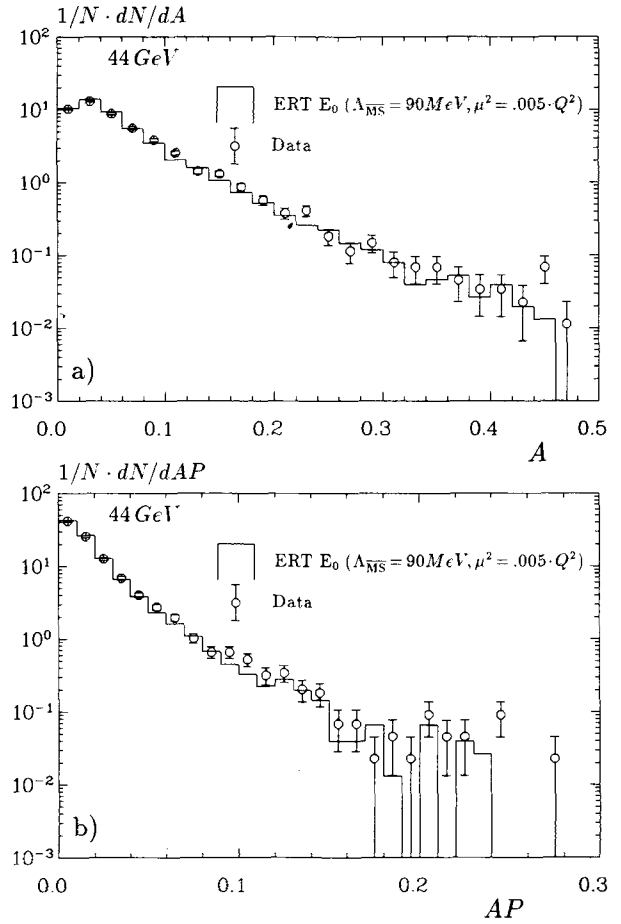 1/N · dN/dA
10²
44 GeV
ERT E₀ (Λ_MS̅ = 90MeV, μ² = .005·Q²)
Data
10¹
10⁰
10⁻¹
10⁻²
a)
10⁻³
0.0 0.1 0.2 0.3 0.4 0.5
A
1/N · dN/dAP
10²
44 GeV
ERT E₀ (Λ_MS̅ = 90MeV, μ² = .005·Q²)
Data
10¹
10⁰
10⁻¹
10⁻²
b)
10⁻³
0.0 0.1 0.2 0.3
AP